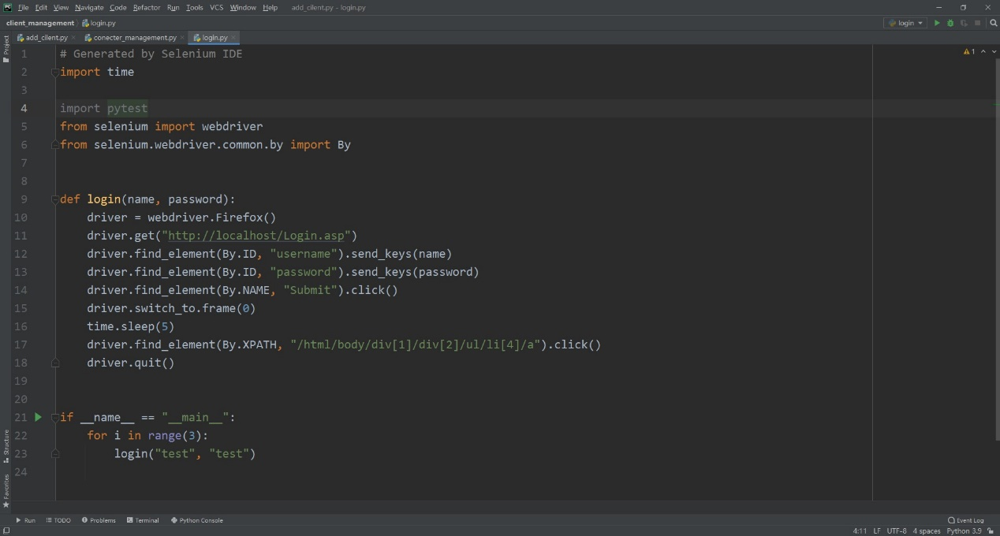 PC File Edit View Navigate Code Refactor Run Tools VCS Window Help add_cilent.py - login.py
client_management login.py
login
add_cilent.py conecter_management.py login.py
Project
1 # Generated by Selenium IDE
1
2 import time
3
4 import pytest
5 from selenium import webdriver
6 from selenium.webdriver.common.by import By
7
8
9 def login(name, password):
10 driver = webdriver.Firefox()
11 driver.get("http://localhost/Login.asp")
12 driver.find_element(By.ID, "username").send_keys(name)
13 driver.find_element(By.ID, "password").send_keys(password)
14 driver.find_element(By.NAME, "Submit").click()
15 driver.switch_to.frame(0)
16 time.sleep(5)
17 driver.find_element(By.XPATH, "/html/body/div[1]/div[2]/ul/li[4]/a").click()
18 driver.quit()
19
20
21 if __name__ == "__main__":
22 for i in range(3):
23 login("test", "test")
24
Structure
Favorites
Run TODO Problems Terminal Python Console Event Log
4:11 LF UTF-8 4 spaces Python 3.9